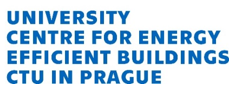 UNIVERSITY
CENTRE FOR ENERGY
EFFICIENT BUILDINGS
CTU IN PRAGUE